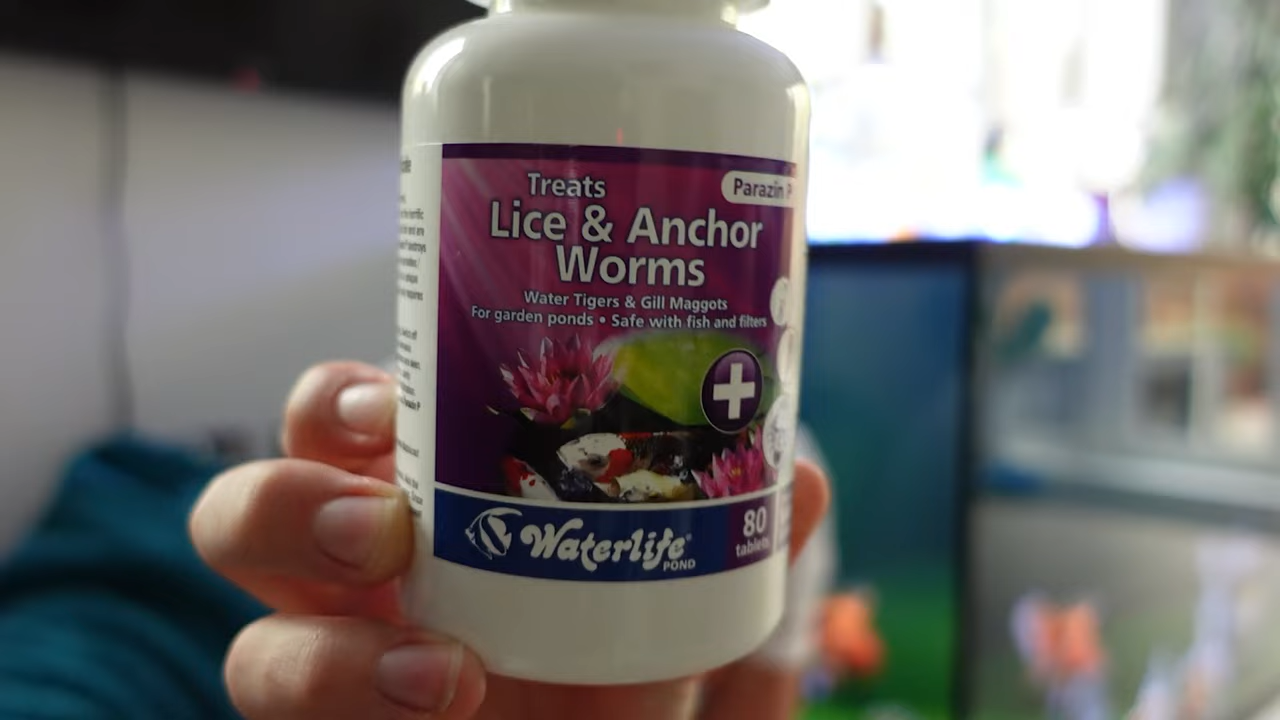 Treats
Parazin P
Lice & Anchor
Worms
Water Tigers & Gill Maggots
For garden ponds • Safe with fish and filters
Waterlife®
POND
80
tablets